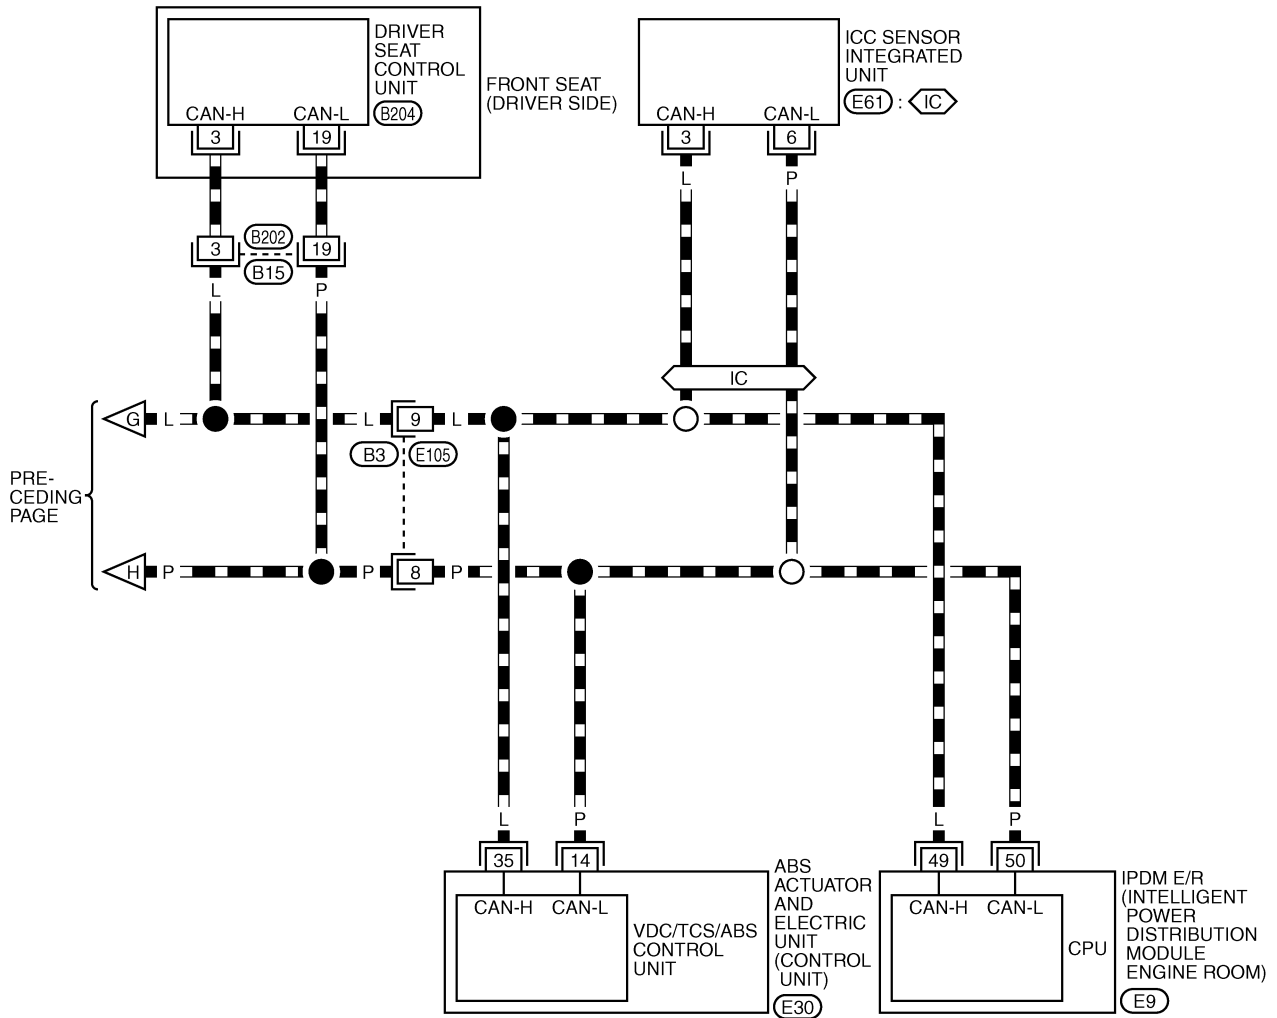 DRIVER
SEAT
CONTROL
UNIT
B204
CAN-H
CAN-L
3
19
FRONT SEAT
(DRIVER SIDE)
ICC SENSOR
INTEGRATED
UNIT
E61 : IC
CAN-H
CAN-L
3
6
L
P
B202
3
19
B15
L
P
IC
G
L
L
9
L
B3
E105
PRE-
CEDING
PAGE
H
P
P
8
P
L
P
L
P
35
14
49
50
CAN-H
CAN-L
VDC/TCS/ABS
CONTROL
UNIT
ABS
ACTUATOR
AND
ELECTRIC
UNIT
(CONTROL
UNIT)
E30
CAN-H
CAN-L
CPU
IPDM E/R
(INTELLIGENT
POWER
DISTRIBUTION
MODULE
ENGINE ROOM)
E9